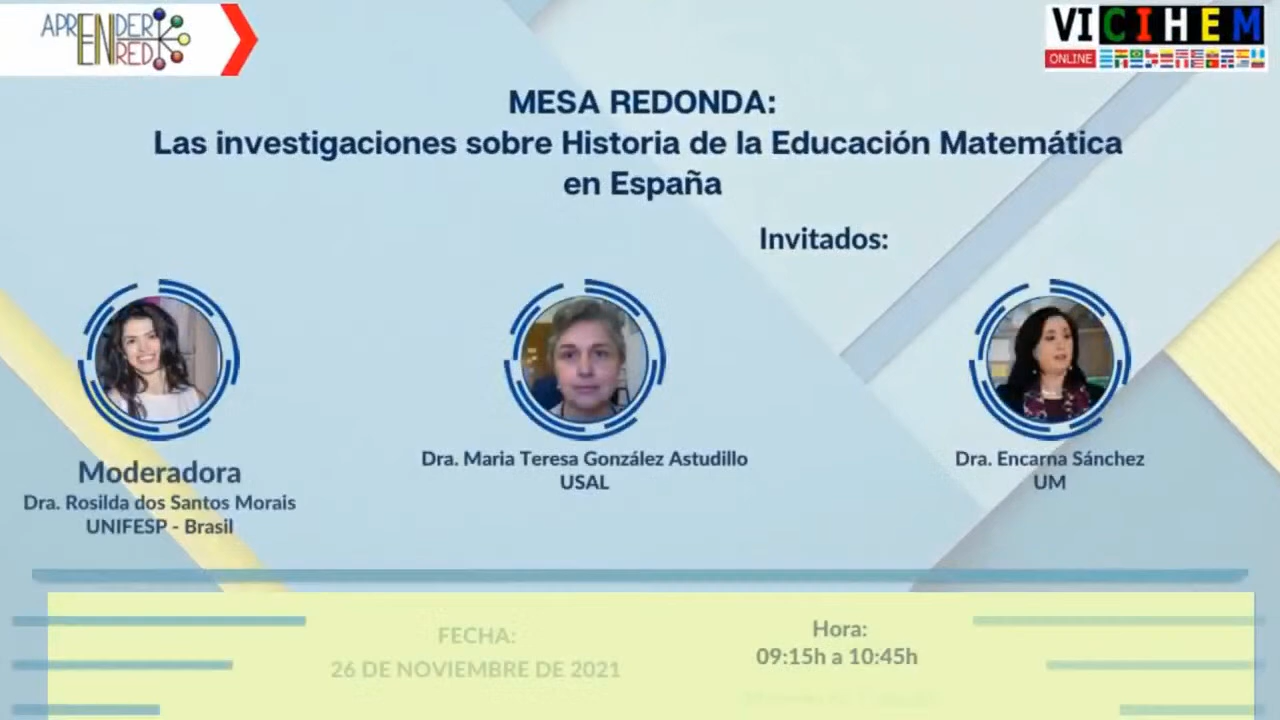 APRENDER
EN RED
VI CIHEM
ONLINE
MESA REDONDA:
Las investigaciones sobre Historia de la Educación Matemática
en España
Invitados:
Moderadora
Dra. Rosilda dos Santos Morais
UNIFESP - Brasil
Dra. Maria Teresa González Astudillo
USAL
Dra. Encarna Sánchez
UM
FECHA:
26 DE NOVIEMBRE DE 2021
Hora:
09:15h a 10:45h